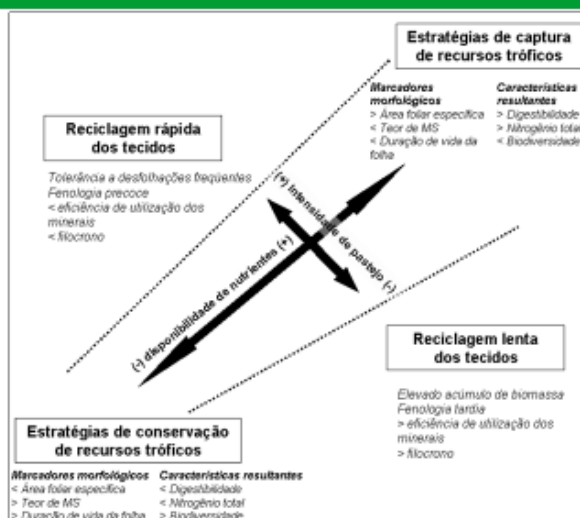 Estratégias de captura
de recursos tróficos
Marcadores
morfológicos
> Área foliar específica
< Teor de MS
< Duração de vida da
folha
Características
resultantes
> Digestibilidade
> Nitrogênio total
< Biodiversidade
Reciclagem rápida
dos tecidos
Tolerância a desfolhações freqüentes
Fenologia precoce
< eficiência de utilização dos
minerais
< filocrono
(+) Intensidade de pastejo (-)
(-) disponibilidade de nutrientes (+)
Reciclagem lenta
dos tecidos
Elevado acúmulo de biomassa
Fenologia tardia
> eficiência de utilização dos
minerais
> filocrono
Estratégias de conservação
de recursos tróficos
Marcadores morfológicos
< Área foliar específica
> Teor de MS
> Duração de vida da folha
Características resultantes
< Digestibilidade
< Nitrogênio total
> Biodiversidade